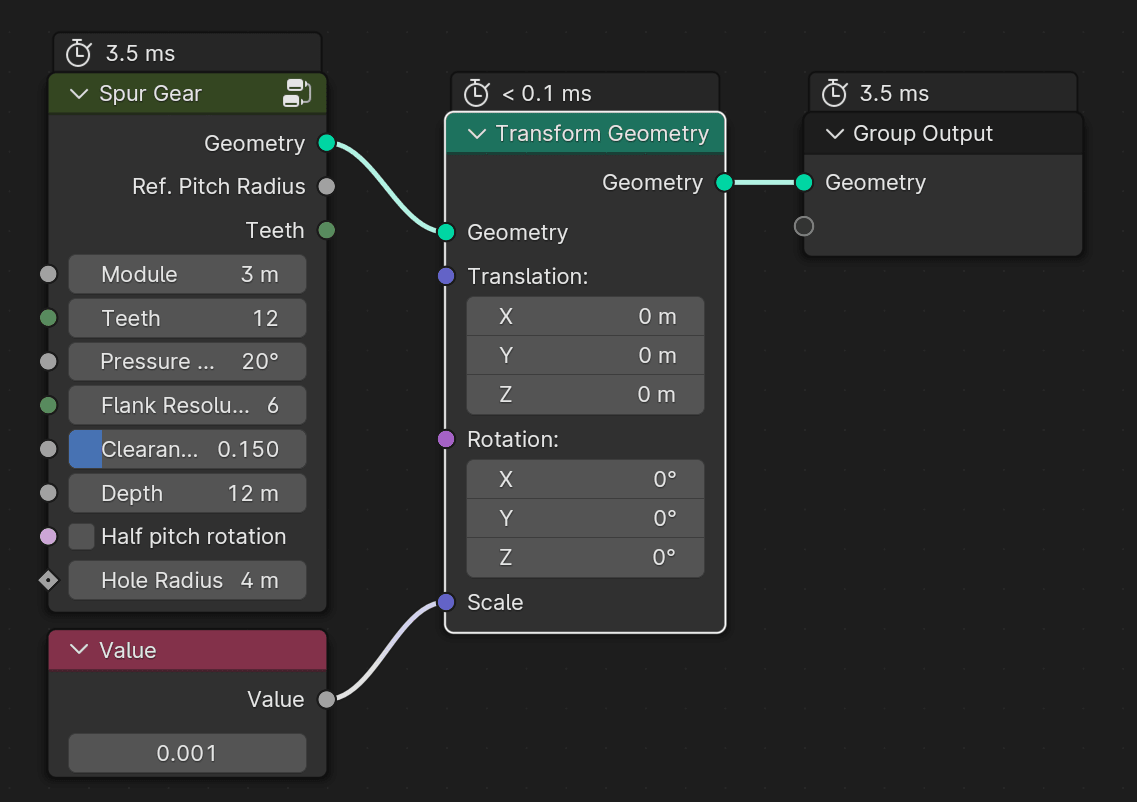 3.5 ms
Spur Gear
Geometry
Ref. Pitch Radius
Teeth
Module 3 m
Teeth 12
Pressure ... 20°
Flank Resolu... 6
Clearan... 0.150
Depth 12 m
Half pitch rotation
Hole Radius 4 m
Value
Value
0.001
< 0.1 ms
Transform Geometry
Geometry
Geometry
Translation:
X 0 m
Y 0 m
Z 0 m
Rotation:
X 0°
Y 0°
Z 0°
Scale
3.5 ms
Group Output
Geometry